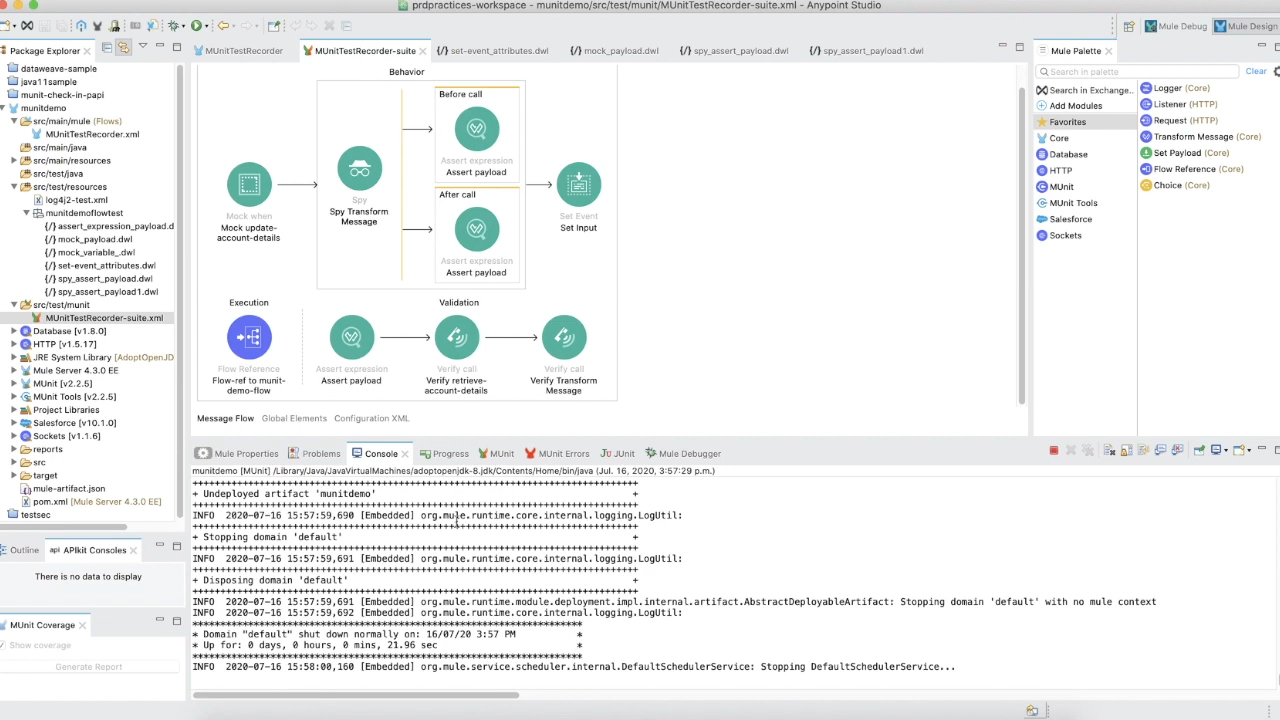 prdpractices-workspace - munitdemo/src/test/munit/MUnitTestRecorder-suite.xml - Anypoint Studio
Mule Debug
Mule Design
Package Explorer
dataweave-sample
java11sample
munit-check-in-papi
munitdemo
src/main/mule (Flows)
MUnitTestRecorder.xml
src/main/java
src/main/resources
src/test/java
src/test/resources
log4j2-test.xml
munitdemoflowtest
{/} assert_expression_payload.d
{/} mock_payload.dwl
{/} mock_variable_.dwl
{/} set-event_attributes.dwl
{/} spy_assert_payload.dwl
{/} spy_assert_payload1.dwl
src/test/munit
MUnitTestRecorder-suite.xml
Database [v1.8.0]
HTTP [v1.5.17]
JRE System Library [AdoptOpenJD
Mule Server 4.3.0 EE
MUnit [v2.2.5]
MUnit Tools [v2.2.5]
Project Libraries
Salesforce [v10.1.0]
Sockets [v1.1.6]
reports
src
target
mule-artifact.json
pom.xml [Mule Server 4.3.0 EE]
testsec
Outline
api APIkit Consoles
There is no data to display
MUnit Coverage
Show coverage
Generate Report
MUnitTestRecorder
MUnitTestRecorder-suite
{/} set-event_attributes.dwl
{/} mock_payload.dwl
{/} spy_assert_payload.dwl
{/} spy_assert_payload1.dwl
Behavior
Before call
Assert expression
Assert payload
Mock when
Mock update-
account-details
Spy
Spy Transform
Message
After call
Assert expression
Assert payload
Set Event
Set Input
Execution
Validation
Flow Reference
Flow-ref to munit-
demo-flow
Assert expression
Assert payload
Verify call
Verify retrieve-
account-details
Verify call
Verify Transform
Message
Message Flow
Global Elements
Configuration XML
Mule Palette
Search in palette
Clear
Search in Exchange..
Add Modules
Favorites
Core
Database
HTTP
MUnit
MUnit Tools
Salesforce
Sockets
Logger (Core)
Listener (HTTP)
Request (HTTP)
Transform Message (Core)
Set Payload (Core)
Flow Reference (Core)
Choice (Core)
Mule Properties
Problems
Console
Progress
MUnit
MUnit Errors
JUnit
Mule Debugger
munitdemo [MUnit] /Library/Java/JavaVirtualMachines/adoptopenjdk-8.jdk/Contents/Home/bin/java (Jul. 16, 2020, 3:57:29 p.m.)
+ Undeployed artifact 'munitdemo' +
INFO 2020-07-16 15:57:59,690 [Embedded] org.mule.runtime.core.internal.logging.LogUtil:
+ Stopping domain 'default' +
INFO 2020-07-16 15:57:59,691 [Embedded] org.mule.runtime.core.internal.logging.LogUtil:
+ Disposing domain 'default' +
INFO 2020-07-16 15:57:59,691 [Embedded] org.mule.runtime.module.deployment.impl.internal.artifact.AbstractDeployableArtifact: Stopping domain 'default' with no mule context
INFO 2020-07-16 15:57:59,692 [Embedded] org.mule.runtime.core.internal.logging.LogUtil:
* Domain "default" shut down normally on: 16/07/20 3:57 PM *
* Up for: 0 days, 0 hours, 0 mins, 21.96 sec *
INFO 2020-07-16 15:58:00,160 [Embedded] org.mule.service.scheduler.internal.DefaultSchedulerService: Stopping DefaultSchedulerService...